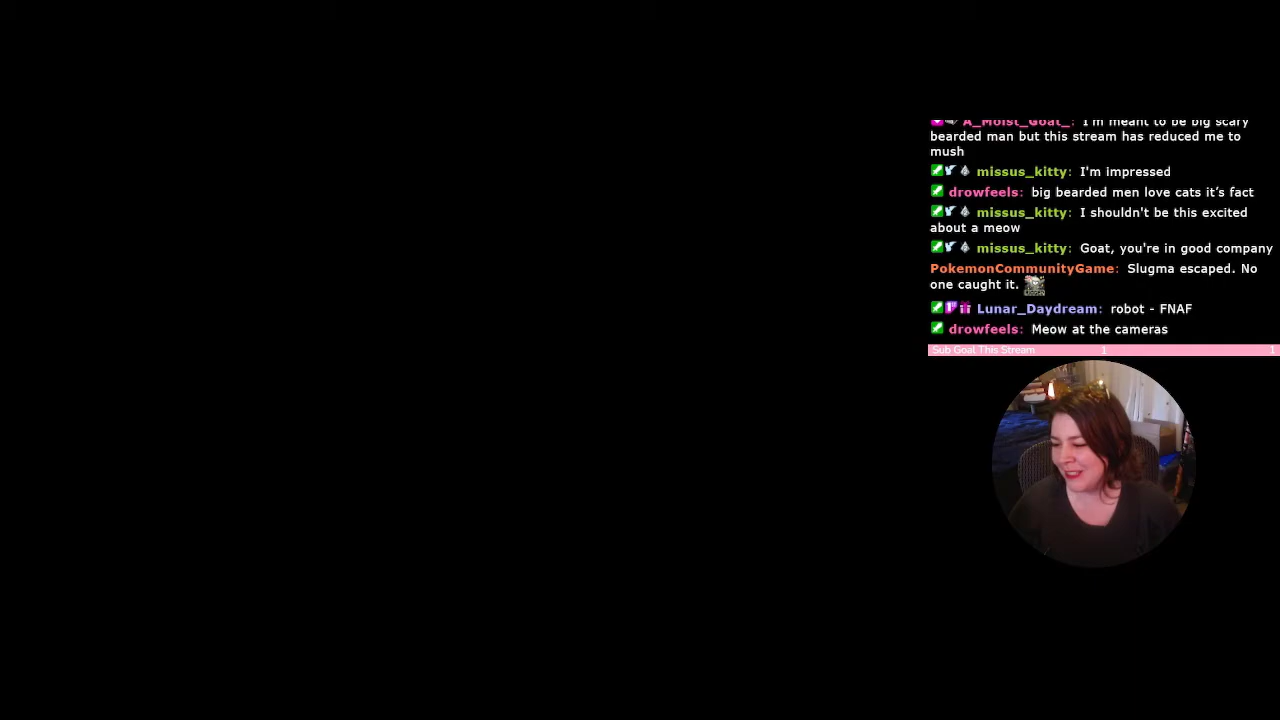 A_Moist_Goat_: I'm meant to be big scary
bearded man but this stream has reduced me to
mush
missus_kitty: I'm impressed
drowfeels: big bearded men love cats it’s fact
missus_kitty: I shouldn't be this excited
about a meow
missus_kitty: Goat, you're in good company
PokemonCommunityGame: Slugma escaped. No
one caught it.
Lunar_Daydream: robot - FNAF
drowfeels: Meow at the cameras
Sub Goal This Stream 1 1